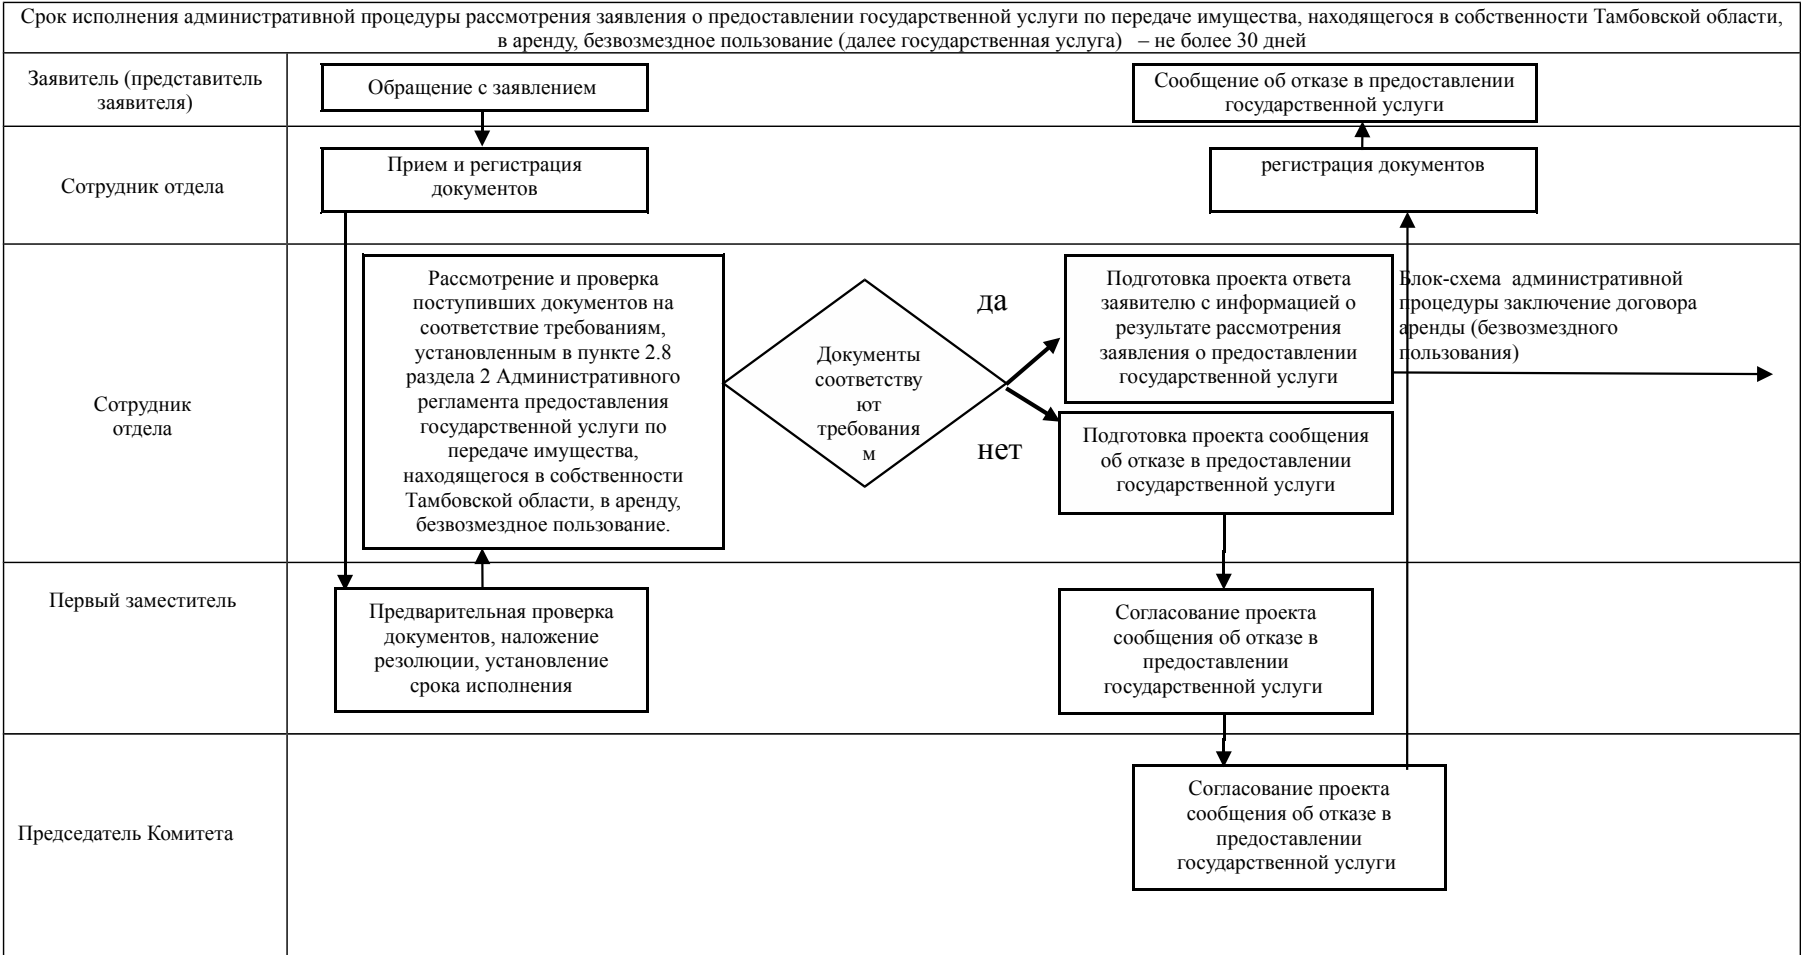 Срок исполнения административной процедуры рассмотрения заявления о предоставлении государственной услуги по передаче имущества, находящегося в собственности Тамбовской области,
в аренду, безвозмездное пользование (далее государственная услуга) – не более 30 дней
Заявитель (представитель
заявителя)
Обращение с заявлением
Сообщение об отказе в предоставлении
государственной услуги
Сотрудник отдела
Прием и регистрация
документов
регистрация документов
Сотрудник
отдела
Рассмотрение и проверка
поступивших документов на
соответствие требованиям,
установленным в пункте 2.8
раздела 2 Административного
регламента предоставления
государственной услуги по
передаче имущества,
находящегося в собственности
Тамбовской области, в аренду,
безвозмездное пользование.
Документы
соответству
ют
требования
м
да
нет
Подготовка проекта ответа
заявителю с информацией о
результате рассмотрения
заявления о предоставлении
государственной услуги
Блок-схема административной
процедуры заключение договора
аренды (безвозмездного
пользования)
Подготовка проекта сообщения
об отказе в предоставлении
государственной услуги
Первый заместитель
Предварительная проверка
документов, наложение
резолюции, установление
срока исполнения
Согласование проекта
сообщения об отказе в
предоставлении
государственной услуги
Председатель Комитета
Согласование проекта
сообщения об отказе в
предоставлении
государственной услуги